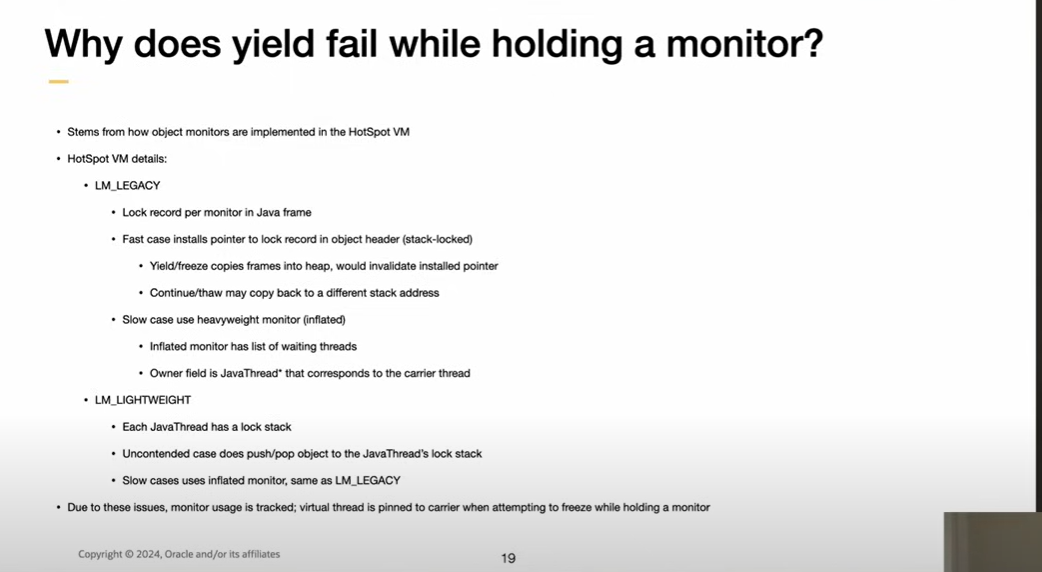 Why does yield fail while holding a monitor?
• Stems from how object monitors are implemented in the HotSpot VM
• HotSpot VM details:
• LM_LEGACY
• Lock record per monitor in Java frame
• Fast case installs pointer to lock record in object header (stack-locked)
• Yield/freeze copies frames into heap, would invalidate installed pointer
• Continue/thaw may copy back to a different stack address
• Slow case use heavyweight monitor (inflated)
• Inflated monitor has list of waiting threads
• Owner field is JavaThread* that corresponds to the carrier thread
• LM_LIGHTWEIGHT
• Each JavaThread has a lock stack
• Uncontended case does push/pop object to the JavaThread's lock stack
• Slow cases uses inflated monitor, same as LM_LEGACY
• Due to these issues, monitor usage is tracked; virtual thread is pinned to carrier when attempting to freeze while holding a monitor
Copyright © 2024, Oracle and/or its affiliates
19